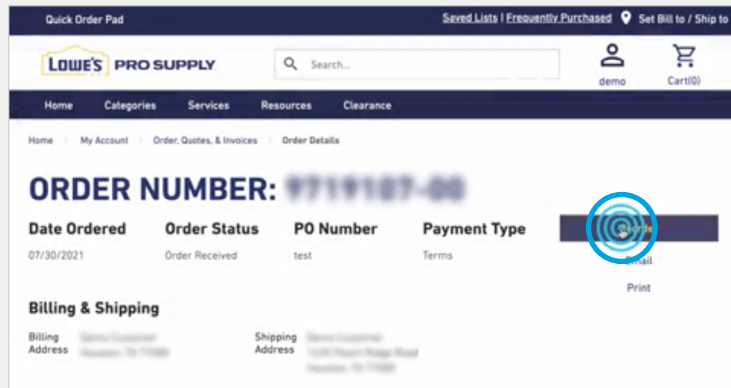 Quick Order Pad Saved Lists | Frequently Purchased Set Bill to / Ship to
LOWE'S PRO SUPPLY Search... demo Cart(0)
Home Categories Services Resources Clearance
Home My Account Order, Quotes, & Invoices Order Details
ORDER NUMBER:
Date Ordered Order Status PO Number Payment Type
07/30/2021 Order Received test Terms
Email
Print
Billing & Shipping
Billing Address
Shipping Address